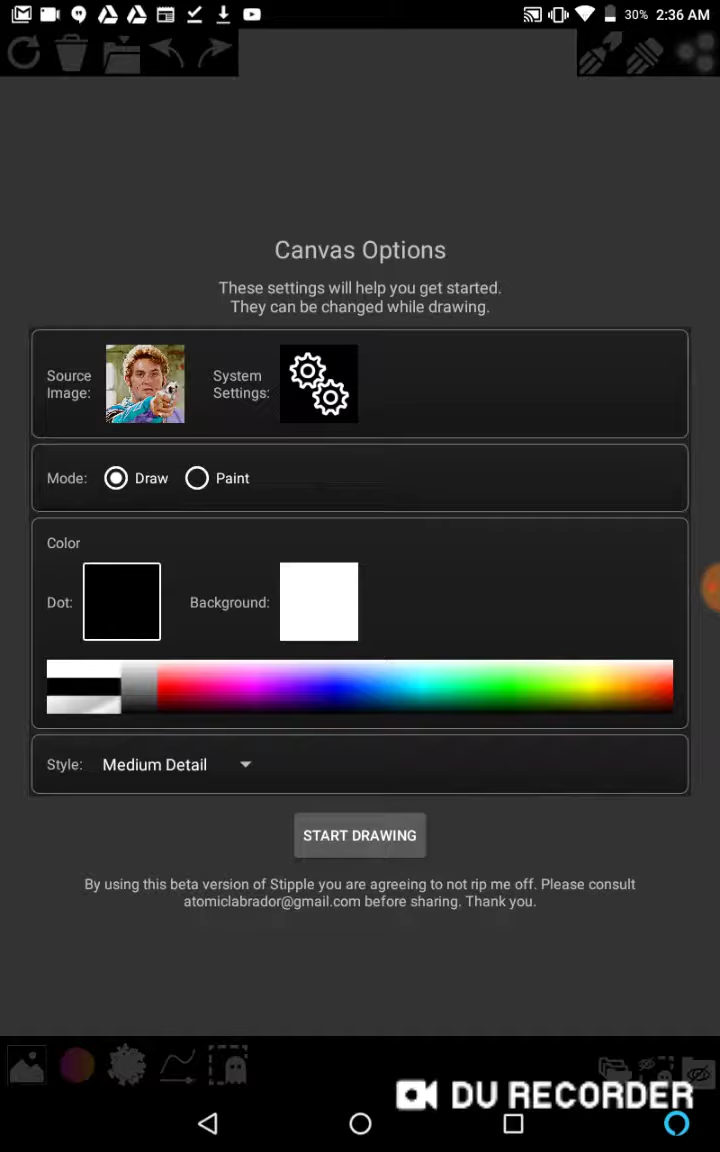 30% 2:36 AM
Canvas Options
These settings will help you get started.
They can be changed while drawing.
Source
Image:
System
Settings:
Mode: Draw Paint
Color
Dot: Background:
Style: Medium Detail
START DRAWING
By using this beta version of Stipple you are agreeing to not rip me off. Please consult
atomiclabrador@gmail.com before sharing. Thank you.
DU RECORDER